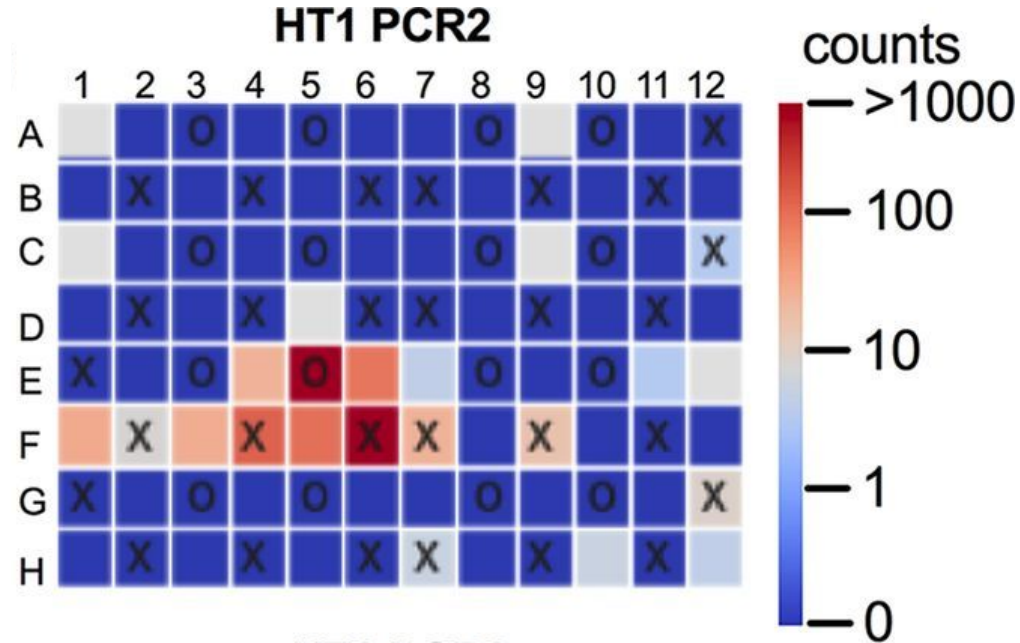 HT1 PCR2
counts
1 2 3 4 5 6 7 8 9 10 11 12
A O O O O X
B X X X X X X
C O O O O X
D X X X X X X
E X O O O O
F X X X X X X
G X O O O O X
H X X X X X X
>1000
100
10
1
0